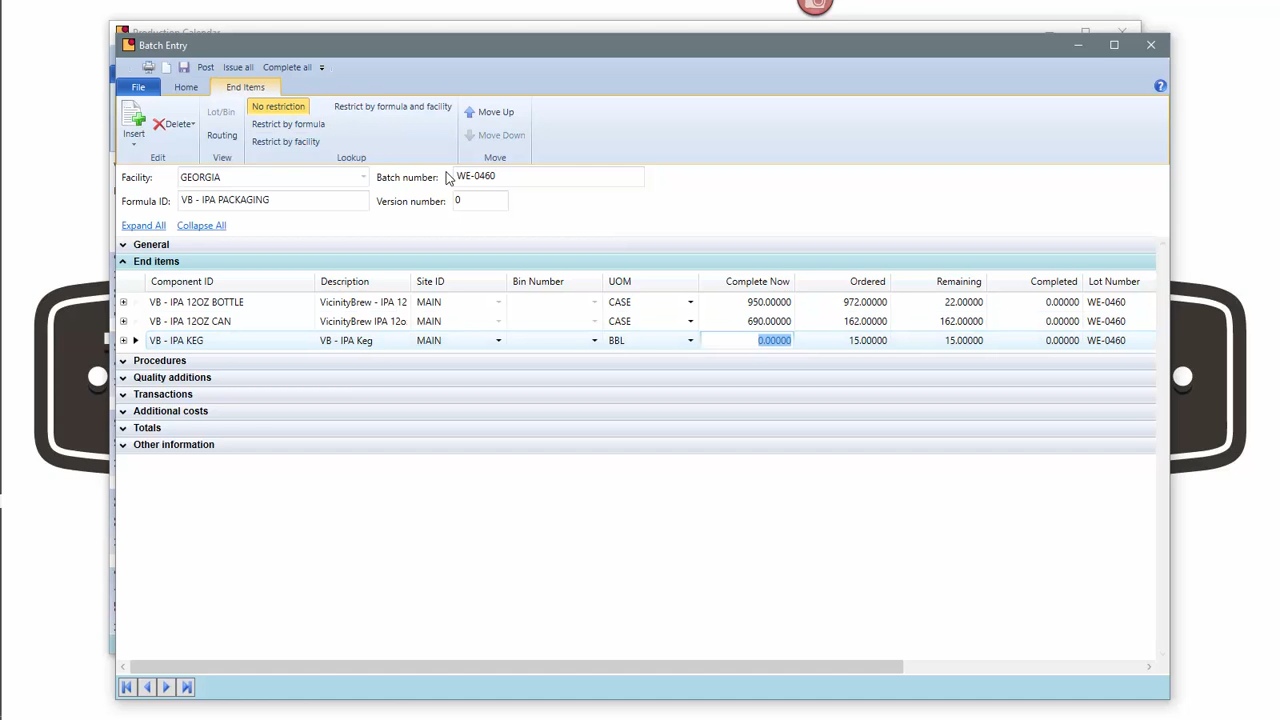 Production Calendar
Batch Entry
Post Issue all Complete all
File Home End Items
Insert Delete Lot/Bin Routing No restriction Restrict by formula Restrict by facility Restrict by formula and facility Move Up Move Down
Edit View Lookup Move
Facility: GEORGIA Batch number: WE-0460
Formula ID: VB - IPA PACKAGING Version number: 0
Expand All Collapse All
General
End items
Component ID Description Site ID Bin Number UOM Complete Now Ordered Remaining Completed Lot Number
VB - IPA 12OZ BOTTLE VicinityBrew - IPA 12 MAIN CASE 950.00000 972.00000 22.00000 0.00000 WE-0460
VB - IPA 12OZ CAN VicinityBrew IPA 12o MAIN CASE 690.00000 162.00000 162.00000 0.00000 WE-0460
VB - IPA KEG VB - IPA Keg MAIN BBL 0.00000 15.00000 15.00000 0.00000 WE-0460
Procedures
Quality additions
Transactions
Additional costs
Totals
Other information